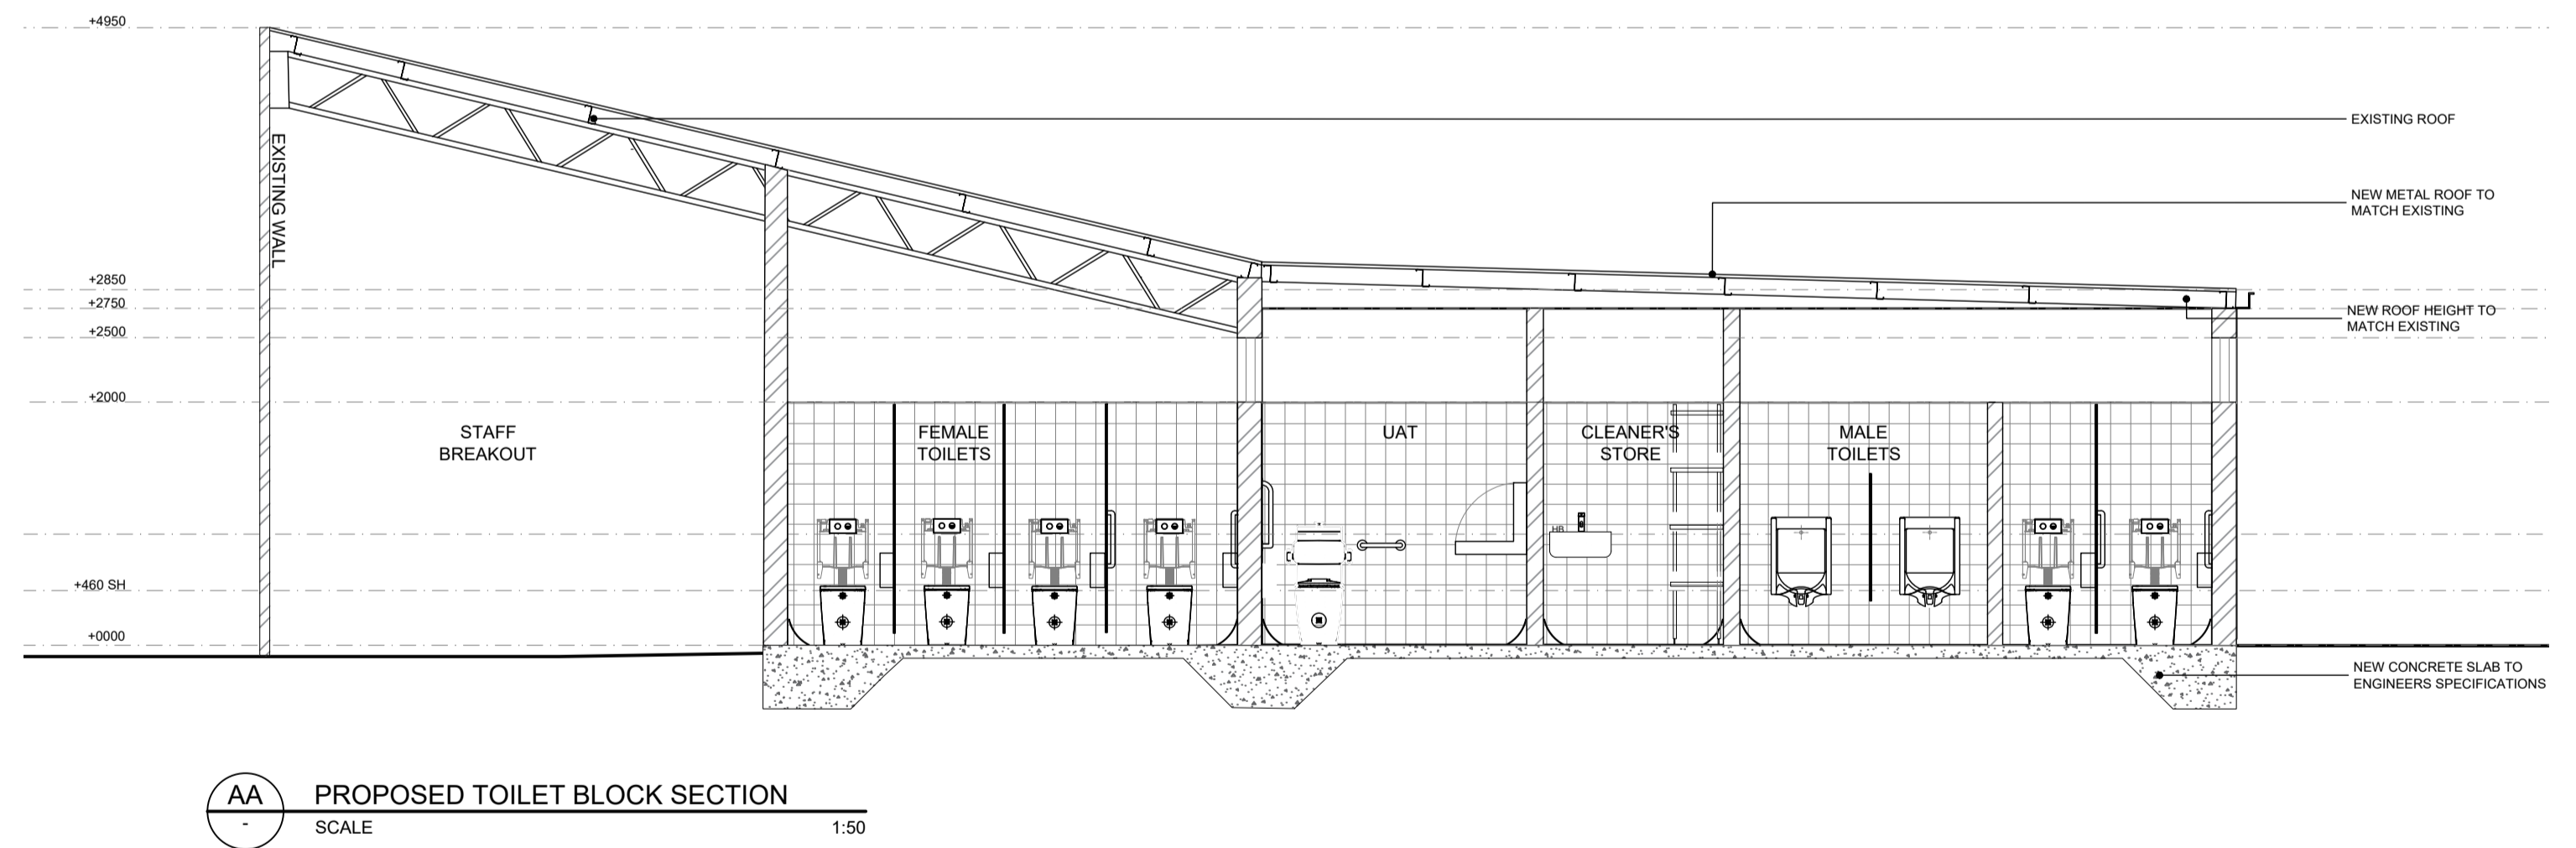 +4950
EXISTING ROOF
EXISTING WALL
NEW METAL ROOF TO
MATCH EXISTING
+2850
+2750
NEW ROOF HEIGHT TO
MATCH EXISTING
+2500
+2000
STAFF
BREAKOUT
FEMALE
TOILETS
UAT
CLEANER'S
STORE
MALE
TOILETS
HB
+460 SH
+0000
NEW CONCRETE SLAB TO
ENGINEERS SPECIFICATIONS
AA
-
PROPOSED TOILET BLOCK SECTION
SCALE 1:50